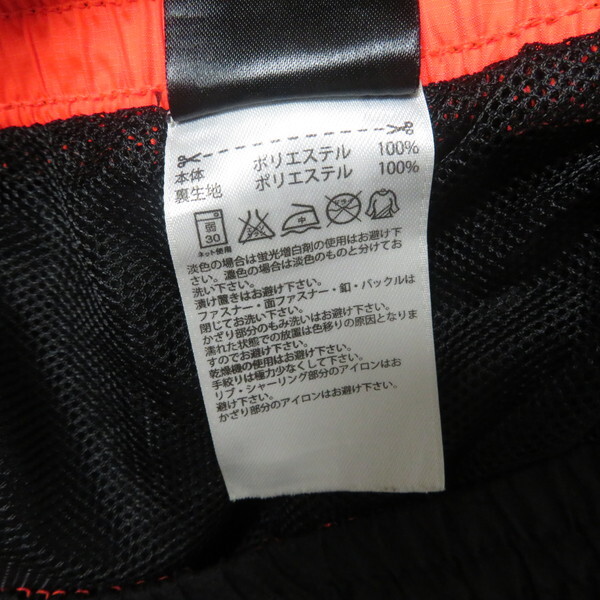 本体 ポリエステル 100%
裏生地 ポリエステル 100%
弱
30
中
ネット使用
淡色の場合は蛍光増白剤の使用はお避け下
さい。濃色の場合は淡色のものと分けてお
洗い下さい。
漬け置きはお避け下さい。
ファスナー・面ファスナー・釦・バックルは
閉じてお洗い下さい。
かざり部分のもみ洗いはお避け下さい。
濡れた状態での放置は色移りの原因となりま
すのでお避け下さい。
乾燥機の使用はお避け下さい。
手絞りは極力少なくして下さい。
リブ・シャーリング部分のアイロンはお
避け下さい。
かざり部分のアイロンはお避け下さい。